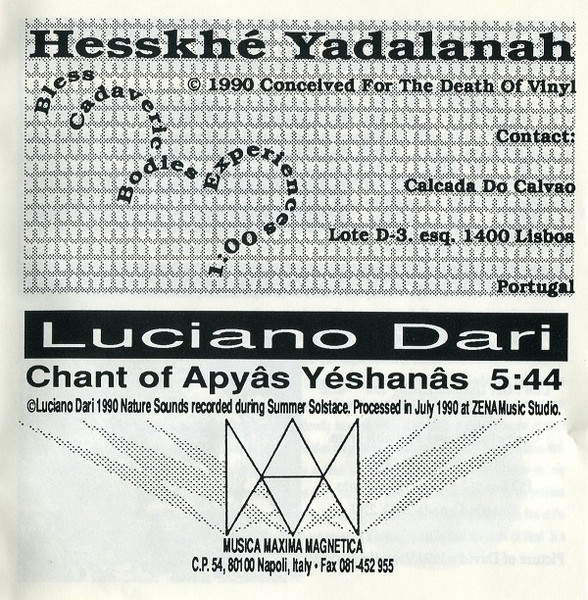 Hesskhé Yadalanah
Bless
Cadaveric
Bodies
Experiences 1:00
© 1990 Conceived For The Death Of Vinyl
Contact:
Calcada Do Calvao
Lote D-3. esq. 1400 Lisboa
Portugal
Luciano Dari
Chant of Apyâs Yéshanâs 5:44
©Luciano Dari 1990 Nature Sounds recorded during Summer Solstace. Processed in July 1990 at ZENAMusic Studio.
MUSICA MAXIMA MAGNETICA
C.P. 54, 80100 Napoli, Italy • Fax 081-452 955